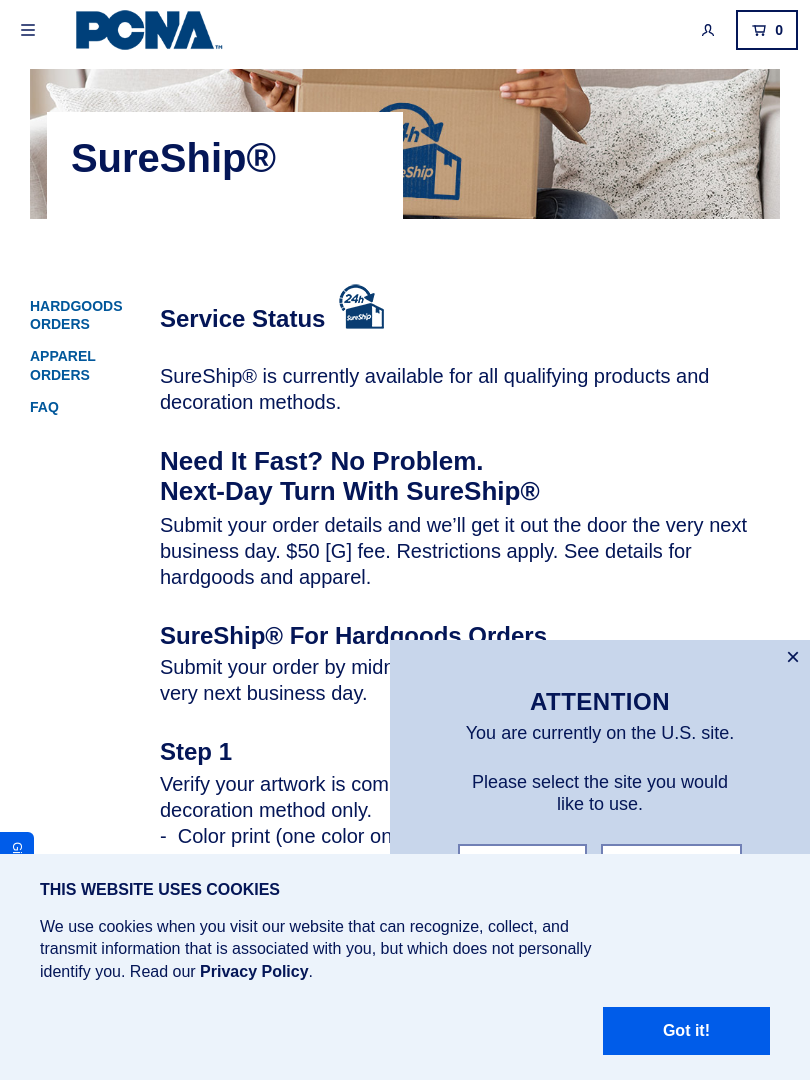 PCNA™
0
24h
SureShip®
HARDGOODS
ORDERS
APPAREL
ORDERS
FAQ
Service Status
24h
SureShip
SureShip® is currently available for all qualifying products and
decoration methods.
Need It Fast? No Problem.
Next-Day Turn With SureShip®
Submit your order details and we’ll get it out the door the very next
business day. $50 [G] fee. Restrictions apply. See details for
hardgoods and apparel.
SureShip® For Hardgoods Orders
Submit your order by
very next business day.
Step 1
Verify your artwork is
decoration method only.
- Color print (one color
×
ATTENTION
You are currently on the U.S. site.
Please select the site you would
like to use.
THIS WEBSITE USES COOKIES
We use cookies when you visit our website that can recognize, collect, and
transmit information that is associated with you, but which does not personally
identify you. Read our Privacy Policy.
Got it!